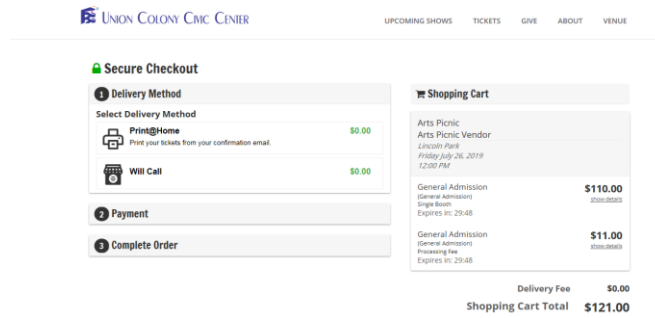 UNION COLONY CIVIC CENTER
UPCOMING SHOWS TICKETS GIVE ABOUT VENUE
Secure Checkout
1 Delivery Method
Select Delivery Method
Print@Home $0.00
Print your tickets from your confirmation email.
Will Call $0.00
2 Payment
3 Complete Order
Shopping Cart
Arts Picnic
Arts Picnic Vendor
Lincoln Park
Friday July 26, 2019
12:00 PM
General Admission $110.00
(General Admission) show details
Single Booth
Expires in: 29:48
General Admission $11.00
(General Admission) show details
Processing Fee
Expires in: 29:48
Delivery Fee $0.00
Shopping Cart Total $121.00